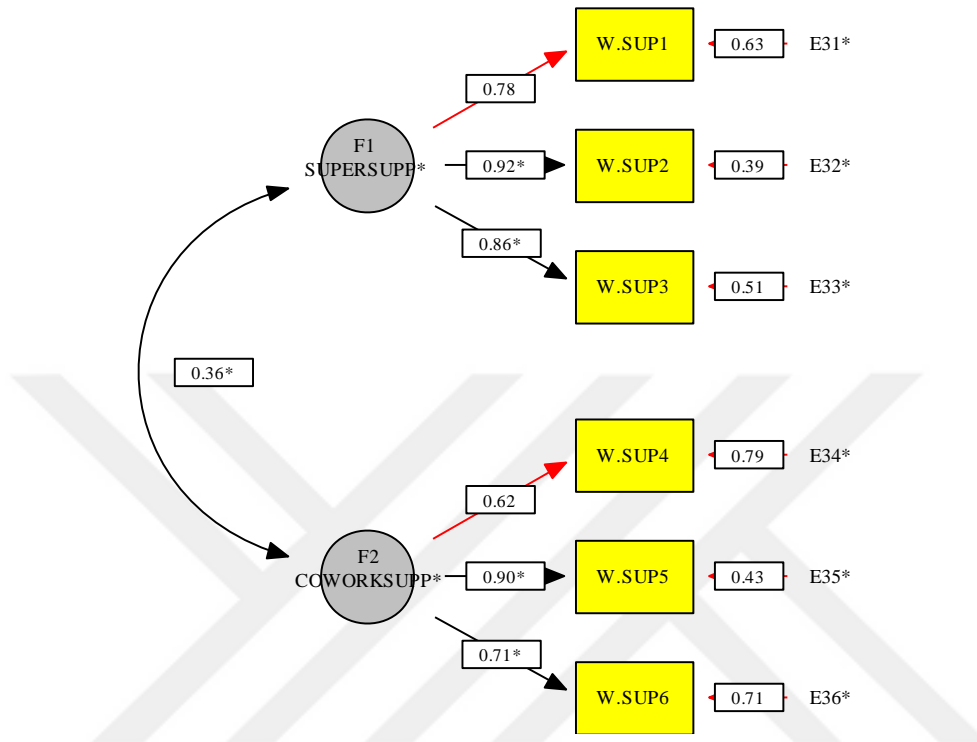 W.SUP1
0.63
E31*
0.78
F1
SUPERSUPP*
0.92*
W.SUP2
0.39
E32*
0.86*
W.SUP3
0.51
E33*
0.36*
W.SUP4
0.79
E34*
0.62
F2
COWORKSUPP*
0.90*
W.SUP5
0.43
E35*
0.71*
W.SUP6
0.71
E36*